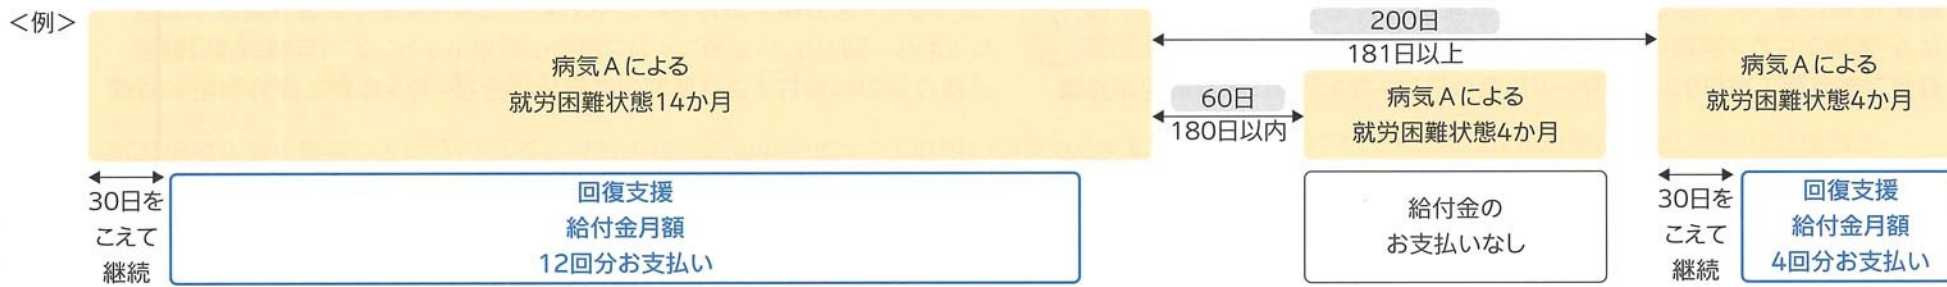 <例>
病気Aによる
就労困難状態14か月
200日
181日以上
60日
180日以内
病気Aによる
就労困難状態4か月
病気Aによる
就労困難状態4か月
30日を
こえて
継続
回復支援
給付金月額
12回分お支払い
給付金の
お支払いなし
30日を
こえて
継続
回復支援
給付金月額
4回分お支払い